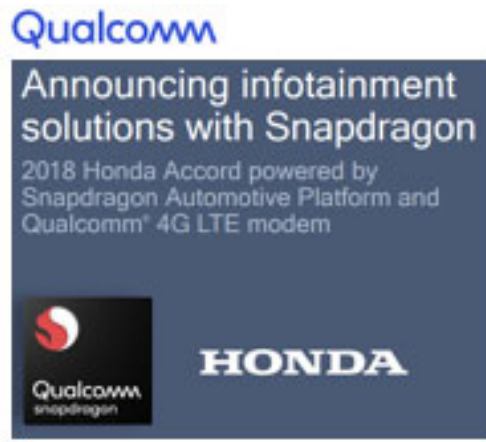 Qualcomm
Announcing infotainment
solutions with Snapdragon
2018 Honda Accord powered by
Snapdragon Automotive Platform and
Qualcomm® 4G LTE modem
Qualcomm
snapdragon
HONDA